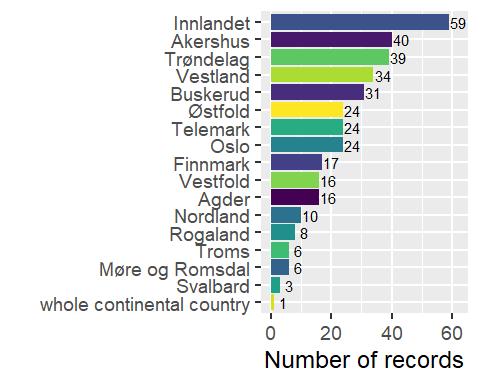 Innlandet 59
Akershus 40
Trøndelag 39
Vestland 34
Buskerud 31
Østfold 24
Telemark 24
Oslo 24
Finnmark 17
Vestfold 16
Agder 16
Nordland 10
Rogaland 8
Troms 6
Møre og Romsdal 6
Svalbard 3
whole continental country 1
0 20 40 60
Number of records